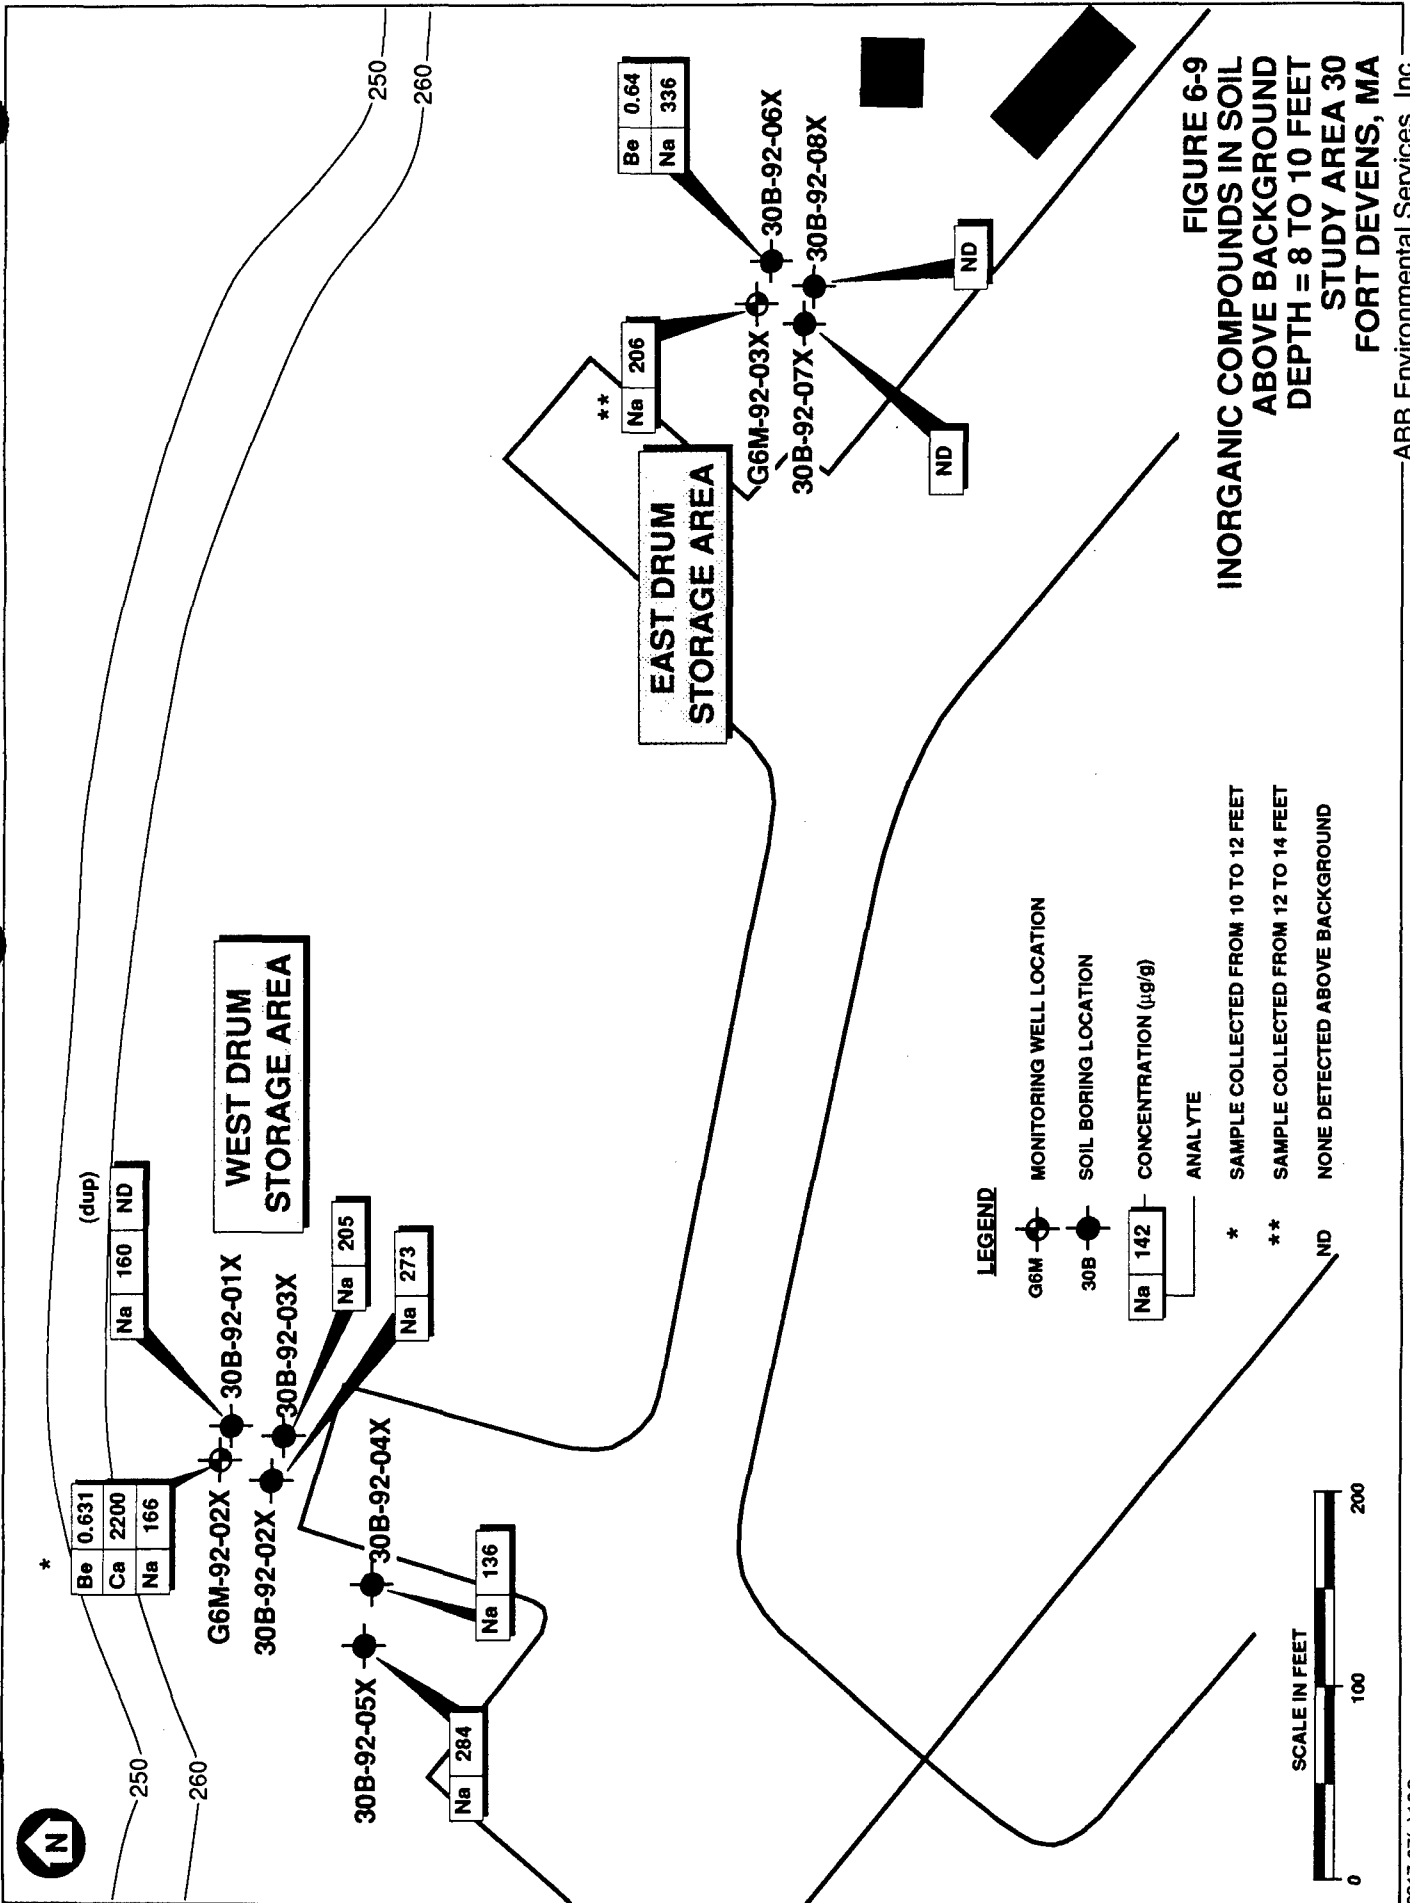 N
250
260
250
260
*
Be 0.631
Ca 2200
Na 166
(dup)
Na 160 ND
G6M-92-02X
30B-92-01X
30B-92-02X
30B-92-03X
WEST DRUM
STORAGE AREA
Na 205
Na 273
30B-92-04X
Na 136
30B-92-05X
Na 284
Be 0.64
Na 336
**
Na 206
30B-92-06X
G6M-92-03X
30B-92-08X
30B-92-07X
ND
ND
EAST DRUM
STORAGE AREA
LEGEND
G6M MONITORING WELL LOCATION
30B SOIL BORING LOCATION
Na 142 CONCENTRATION (µg/g)
ANALYTE
* SAMPLE COLLECTED FROM 10 TO 12 FEET
** SAMPLE COLLECTED FROM 12 TO 14 FEET
ND NONE DETECTED ABOVE BACKGROUND
SCALE IN FEET
0 100 200
FIGURE 6-9
INORGANIC COMPOUNDS IN SOIL
ABOVE BACKGROUND
DEPTH = 8 TO 10 FEET
STUDY AREA 30
FORT DEVENS, MA
ABB Environmental Services, Inc.